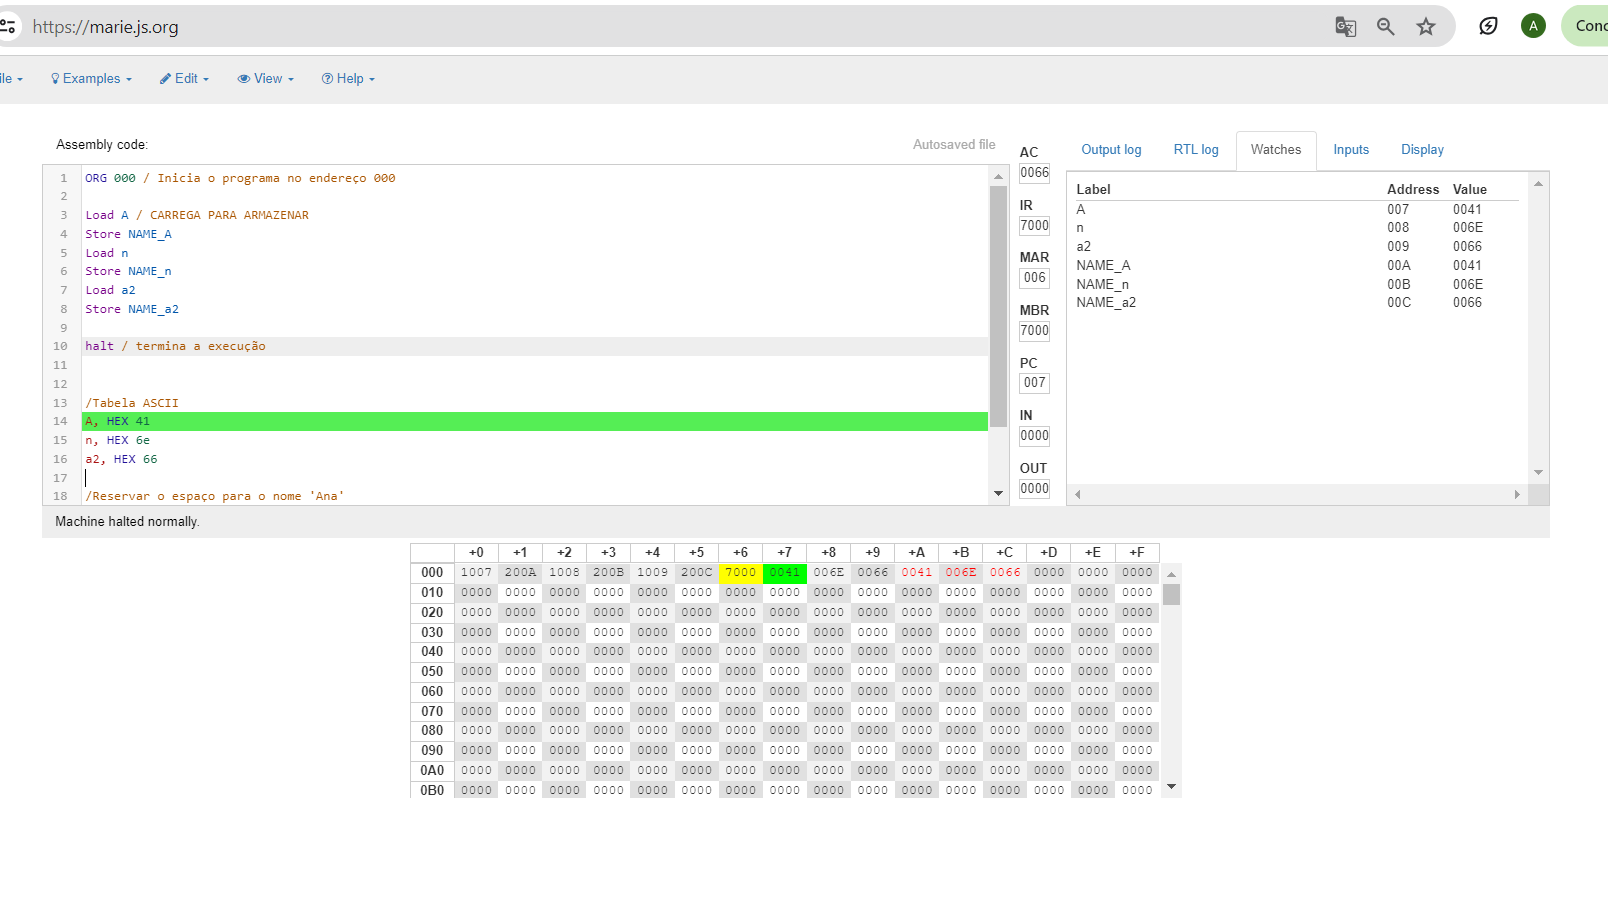 https://marie.js.org
A
Conc
ile
Examples
Edit
View
Help
Assembly code:
Autosaved file
1 ORG 000 / Inicia o programa no endereço 000
2
3 Load A / CARREGA PARA ARMAZENAR
4 Store NAME_A
5 Load n
6 Store NAME_n
7 Load a2
8 Store NAME_a2
9
10 halt / termina a execução
11
12
13 /Tabela ASCII
14 A, HEX 41
15 n, HEX 6e
16 a2, HEX 66
17
18 /Reservar o espaço para o nome 'Ana'
Machine halted normally.
AC
0066
IR
7000
MAR
006
MBR
7000
PC
007
IN
0000
OUT
0000
Output log RTL log Watches Inputs Display
Label Address Value
A 007 0041
n 008 006E
a2 009 0066
NAME_A 00A 0041
NAME_n 00B 006E
NAME_a2 00C 0066
+0 +1 +2 +3 +4 +5 +6 +7 +8 +9 +A +B +C +D +E +F
000 1007 200A 1008 200B 1009 200C 7000 0041 006E 0066 0041 006E 0066 0000 0000 0000
010 0000 0000 0000 0000 0000 0000 0000 0000 0000 0000 0000 0000 0000 0000 0000 0000
020 0000 0000 0000 0000 0000 0000 0000 0000 0000 0000 0000 0000 0000 0000 0000 0000
030 0000 0000 0000 0000 0000 0000 0000 0000 0000 0000 0000 0000 0000 0000 0000 0000
040 0000 0000 0000 0000 0000 0000 0000 0000 0000 0000 0000 0000 0000 0000 0000 0000
050 0000 0000 0000 0000 0000 0000 0000 0000 0000 0000 0000 0000 0000 0000 0000 0000
060 0000 0000 0000 0000 0000 0000 0000 0000 0000 0000 0000 0000 0000 0000 0000 0000
070 0000 0000 0000 0000 0000 0000 0000 0000 0000 0000 0000 0000 0000 0000 0000 0000
080 0000 0000 0000 0000 0000 0000 0000 0000 0000 0000 0000 0000 0000 0000 0000 0000
090 0000 0000 0000 0000 0000 0000 0000 0000 0000 0000 0000 0000 0000 0000 0000 0000
0A0 0000 0000 0000 0000 0000 0000 0000 0000 0000 0000 0000 0000 0000 0000 0000 0000
0B0 0000 0000 0000 0000 0000 0000 0000 0000 0000 0000 0000 0000 0000 0000 0000 0000